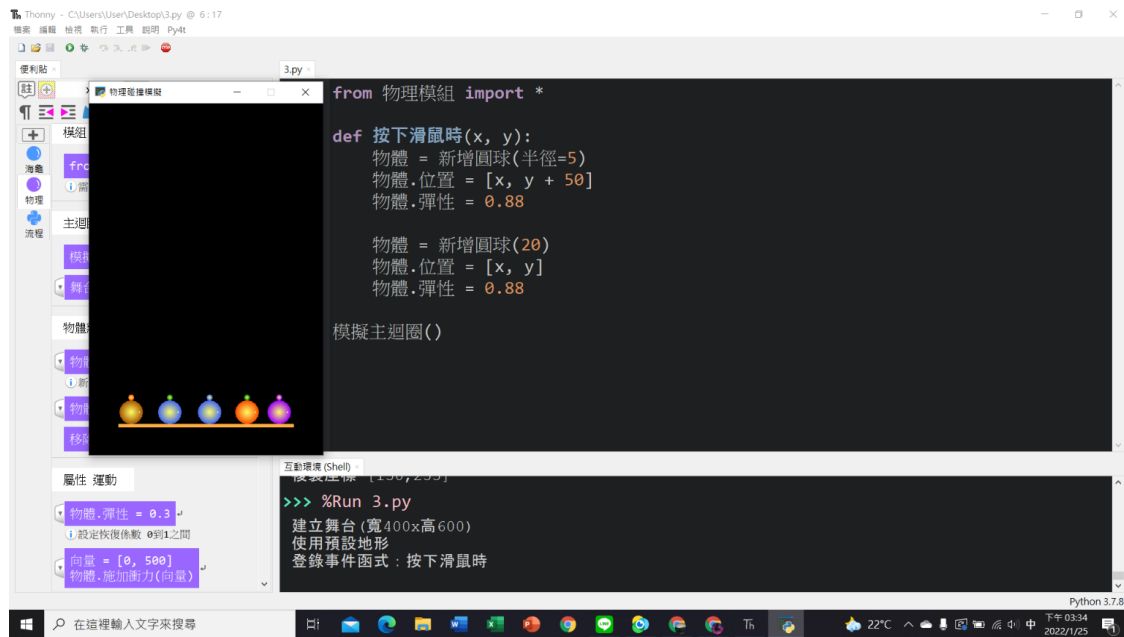 Thonny - C:\Users\User\Desktop\3.py @ 6 : 17
檔案 編輯 檢視 執行 工具 說明 Py4t
便利貼
3.py
註
物理碰撞模擬
模組
海龜
物理
流程
主迴
物體
移除
屬性 運動
物體.彈性 = 0.3
設定恢復係數 0到1之間
向量 = [0, 500]
物體.施加衝力(向量)
from 物理模組 import *
def 按下滑鼠時(x, y):
物體 = 新增圓球(半徑=5)
物體.位置 = [x, y + 50]
物體.彈性 = 0.88
物體 = 新增圓球(20)
物體.位置 = [x, y]
物體.彈性 = 0.88
模擬主迴圈()
互動環境 (Shell)
>>> %Run 3.py
建立舞台(寬400x高600)
使用預設地形
登錄事件函式：按下滑鼠時
Python 3.7.8
在這裡輸入文字來搜尋
22°C
中
下午 03:34
2022/1/25